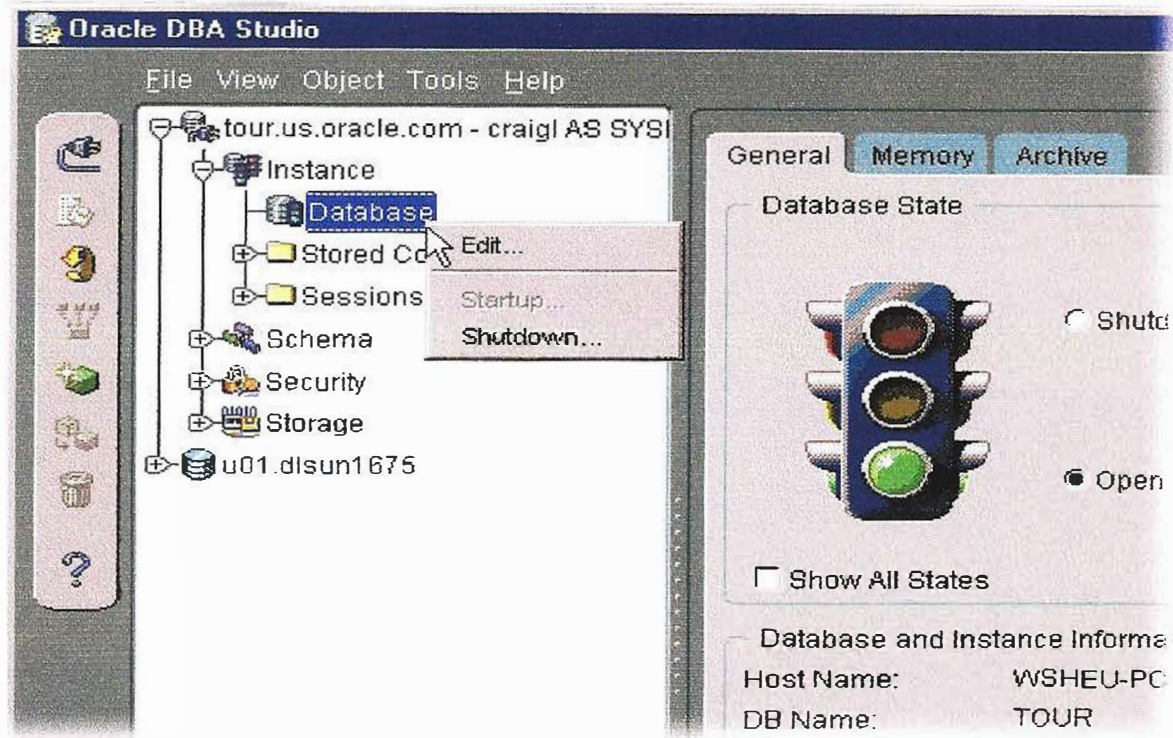 Oracle DBA Studio
File View Object Tools Help
tour.us.oracle.com - craigl AS SYS
Instance
Database
Stored Co
Sessions
Schema
Security
Storage
u01.dlsun1675
Edit...
Startup...
Shutdown...
General Memory Archive
Database State
Shutd
Open
Show All States
Database and Instance Informa
Host Name: WSHEU-PC
DB Name: TOUR